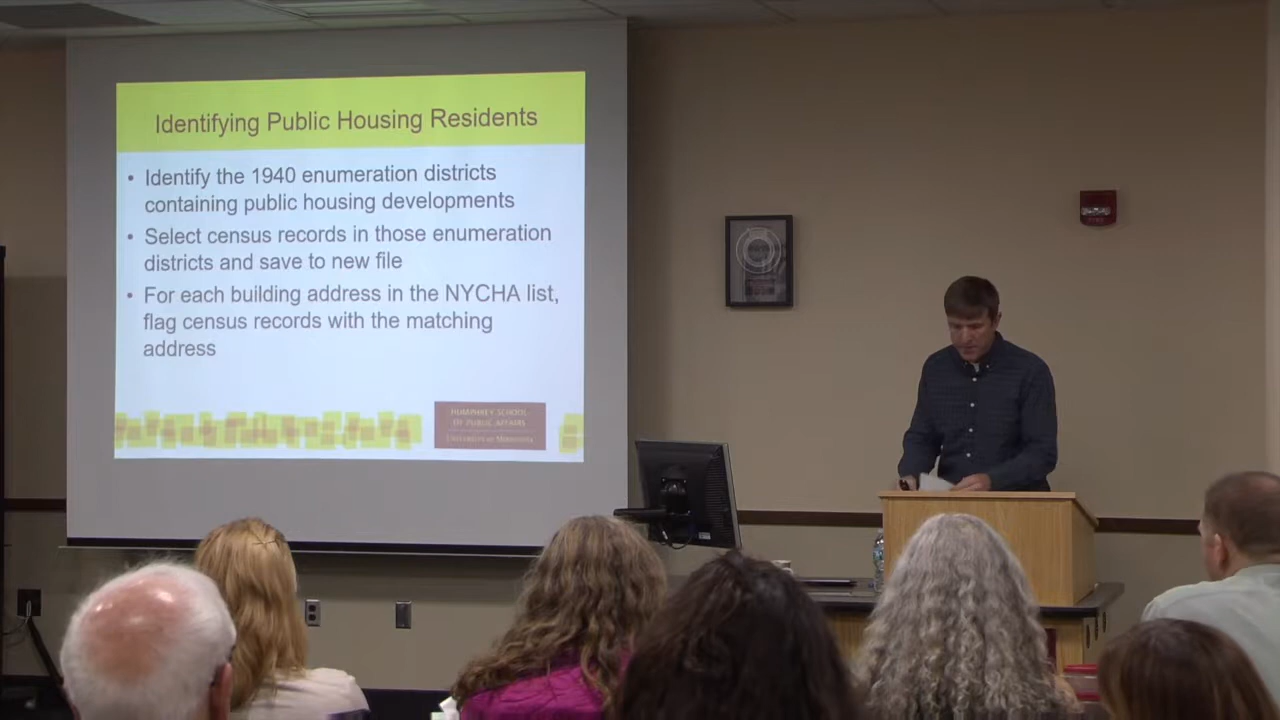 Identifying Public Housing Residents
• Identify the 1940 enumeration districts
containing public housing developments
• Select census records in those enumeration
districts and save to new file
• For each building address in the NYCHA list,
flag census records with the matching
address
HUMPHREY SCHOOL
OF PUBLIC AFFAIRS
UNIVERSITY OF MINNESOTA
FIRE